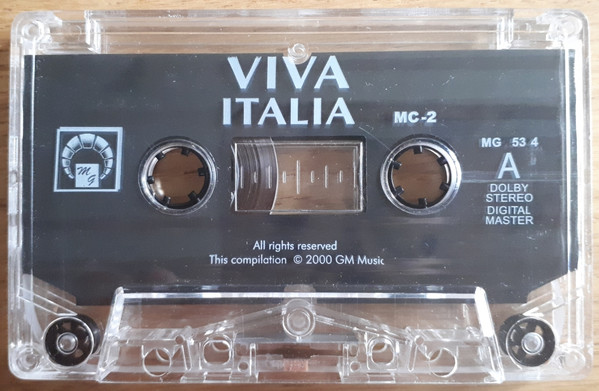 VIVA
ITALIA
MC-2
MG 53 4
A
DOLBY
STEREO
DIGITAL
MASTER
MG
All rights reserved
This compilation © 2000 GM Music